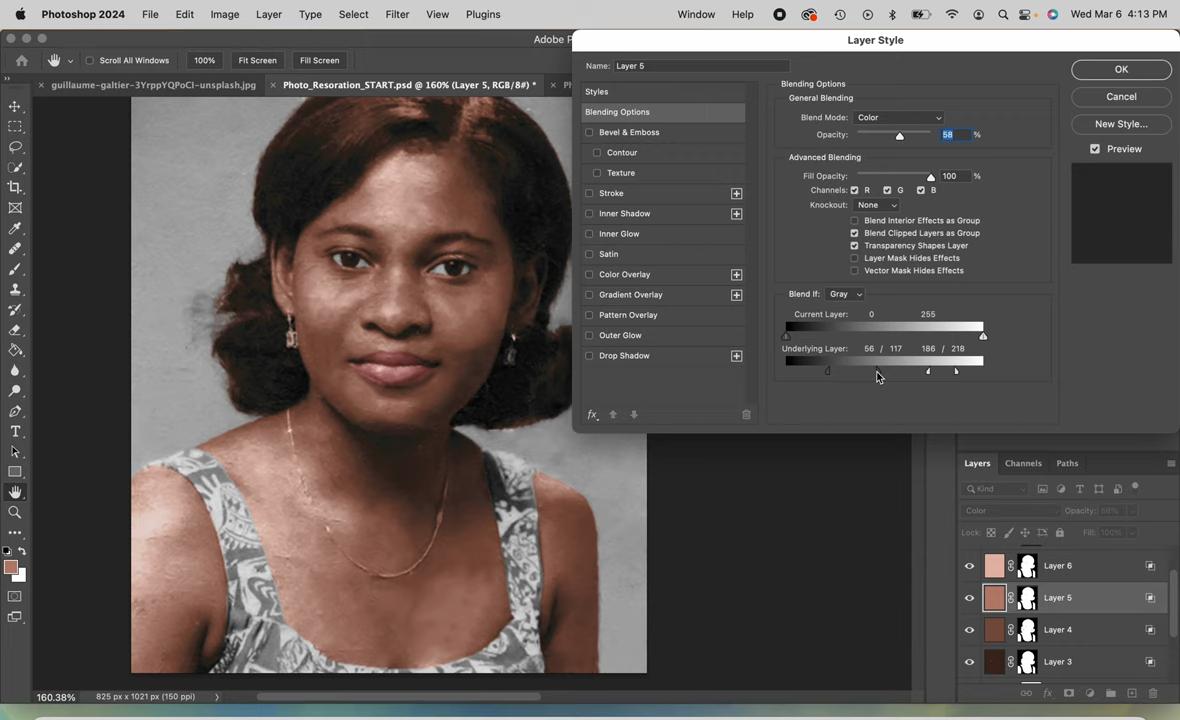 Photoshop 2024 File Edit Image Layer Type Select Filter View Plugins Window Help Wed Mar 6 4:13 PM
Adobe P
Layer Style
Scroll All Windows 100% Fit Screen Fill Screen
guillaume-galtier-3YrppYQPoCI-unsplash.jpg
Photo_Resoration_START.psd @ 160% (Layer 5, RGB/8#) *
Name: Layer 5
Styles
Blending Options
Bevel & Emboss
Contour
Texture
Stroke
Inner Shadow
Inner Glow
Satin
Color Overlay
Gradient Overlay
Pattern Overlay
Outer Glow
Drop Shadow
fx
Blending Options
General Blending
Blend Mode: Color
Opacity: 58 %
Advanced Blending
Fill Opacity: 100 %
Channels: R G B
Knockout: None
Blend Interior Effects as Group
Blend Clipped Layers as Group
Transparency Shapes Layer
Layer Mask Hides Effects
Vector Mask Hides Effects
Blend If: Gray
Current Layer: 0 255
Underlying Layer: 56 / 117 186 / 218
OK
Cancel
New Style...
Preview
Layers Channels Paths
Kind
Color Opacity: 58%
Lock: Fill: 100%
Layer 6
Layer 5
Layer 4
Layer 3
fx
160.38% 825 px x 1021 px (150 ppi)